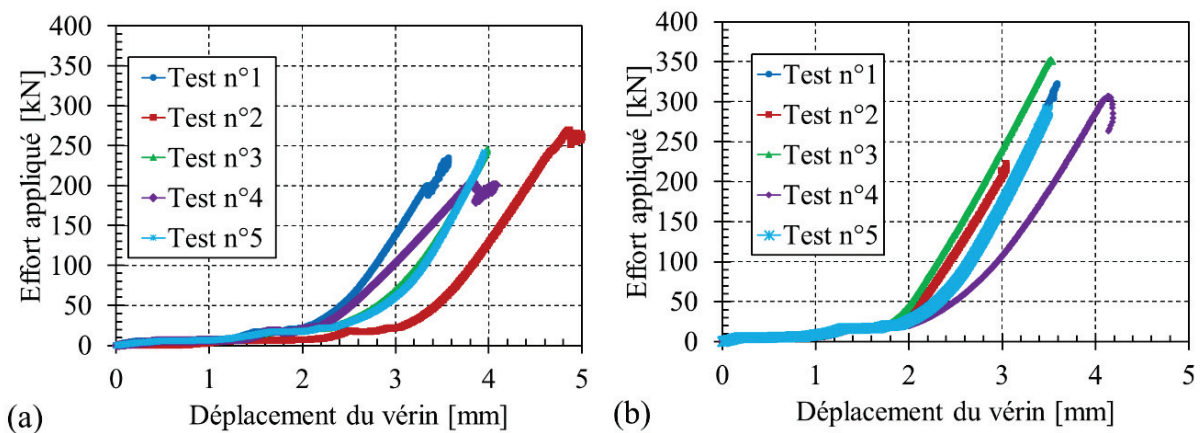 400
350
300
250
200
150
100
50
0
Effort appliqué [kN]
Test n°1
Test n°2
Test n°3
Test n°4
Test n°5
0 1 2 3 4 5
Déplacement du vérin [mm]
(a)
400
350
300
250
200
150
100
50
0
Effort appliqué [kN]
Test n°1
Test n°2
Test n°3
Test n°4
Test n°5
0 1 2 3 4 5
Déplacement du vérin [mm]
(b)